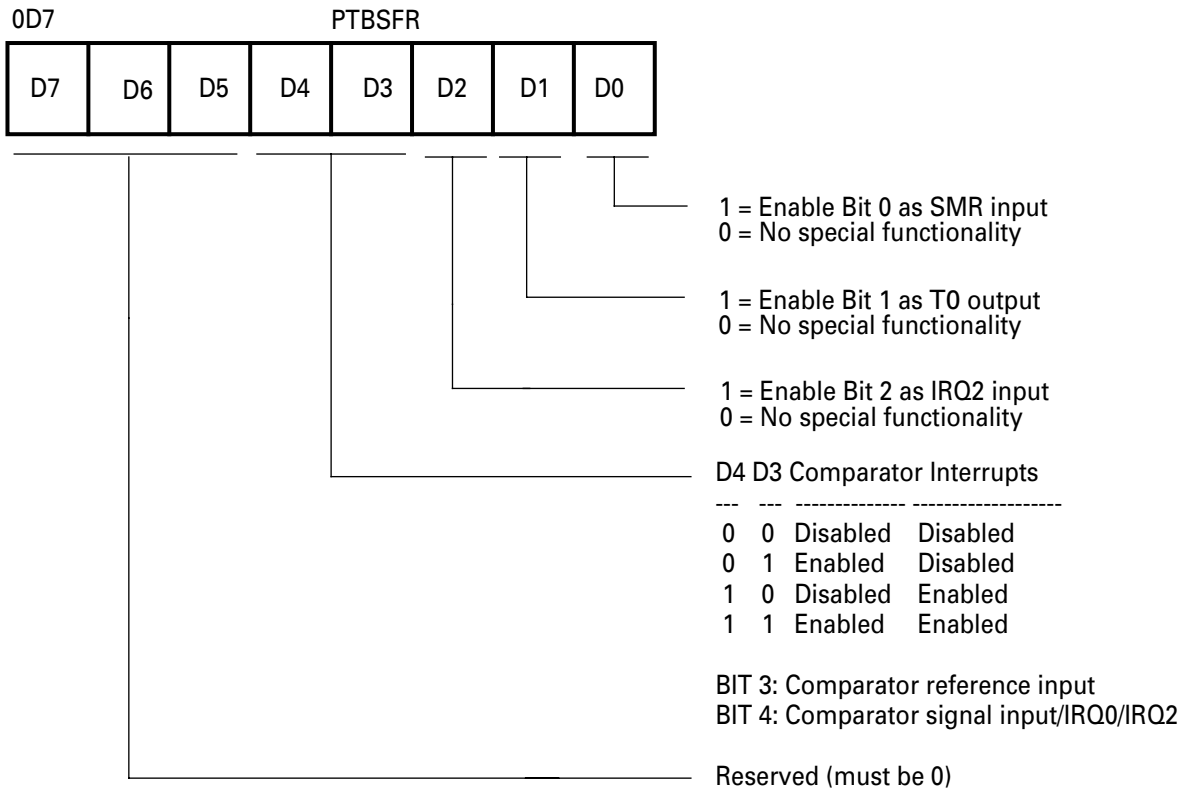 0D7 PTBSFR
D7 D6 D5 D4 D3 D2 D1 D0
1 = Enable Bit 0 as SMR input
0 = No special functionality
1 = Enable Bit 1 as T0 output
0 = No special functionality
1 = Enable Bit 2 as IRQ2 input
0 = No special functionality
D4 D3 Comparator Interrupts
--- --- -------------- -------------------
0 0 Disabled Disabled
0 1 Enabled Disabled
1 0 Disabled Enabled
1 1 Enabled Enabled
BIT 3: Comparator reference input
BIT 4: Comparator signal input/IRQ0/IRQ2
Reserved (must be 0)